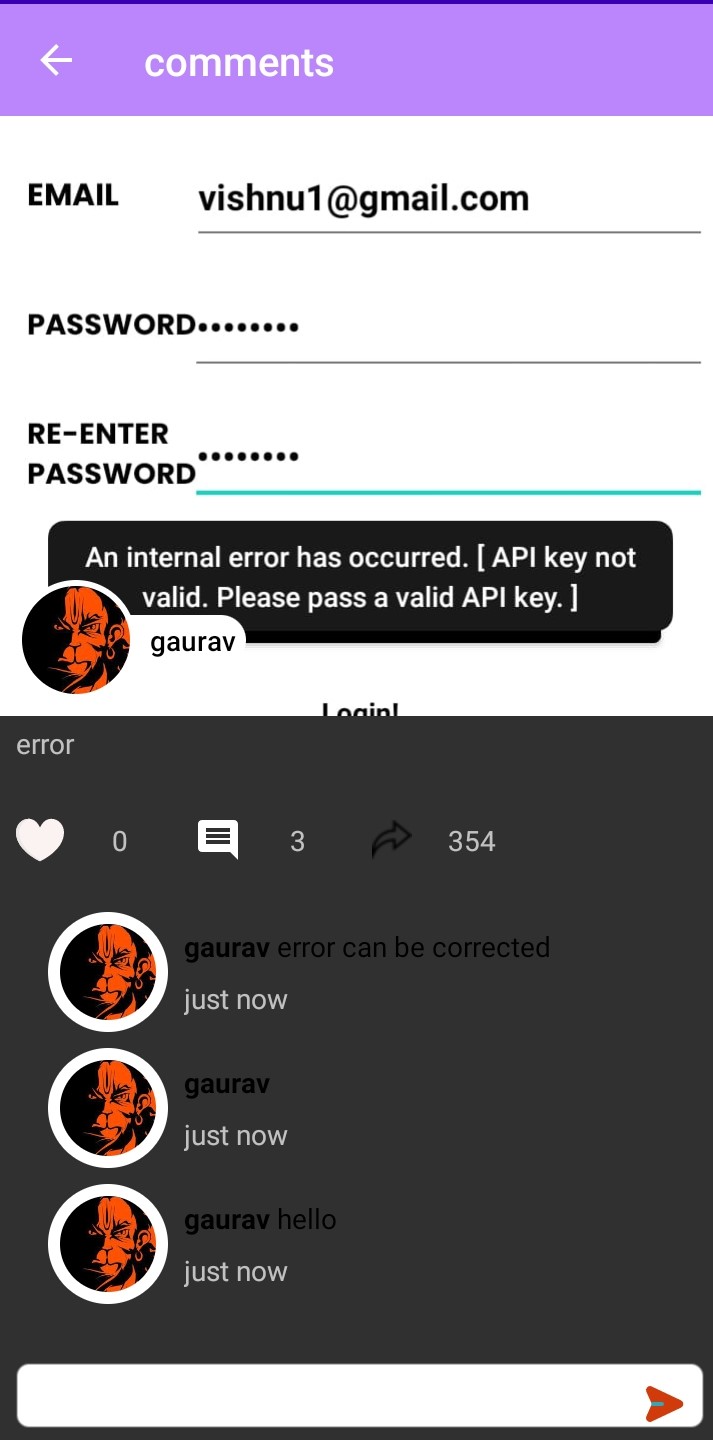 comments
EMAIL vishnu1@gmail.com
PASSWORD ••••••••
RE-ENTER
PASSWORD ••••••••
An internal error has occurred. [ API key not
valid. Please pass a valid API key. ]
gaurav
Login!
error
0 3 354
gaurav error can be corrected
just now
gaurav
just now
gaurav hello
just now